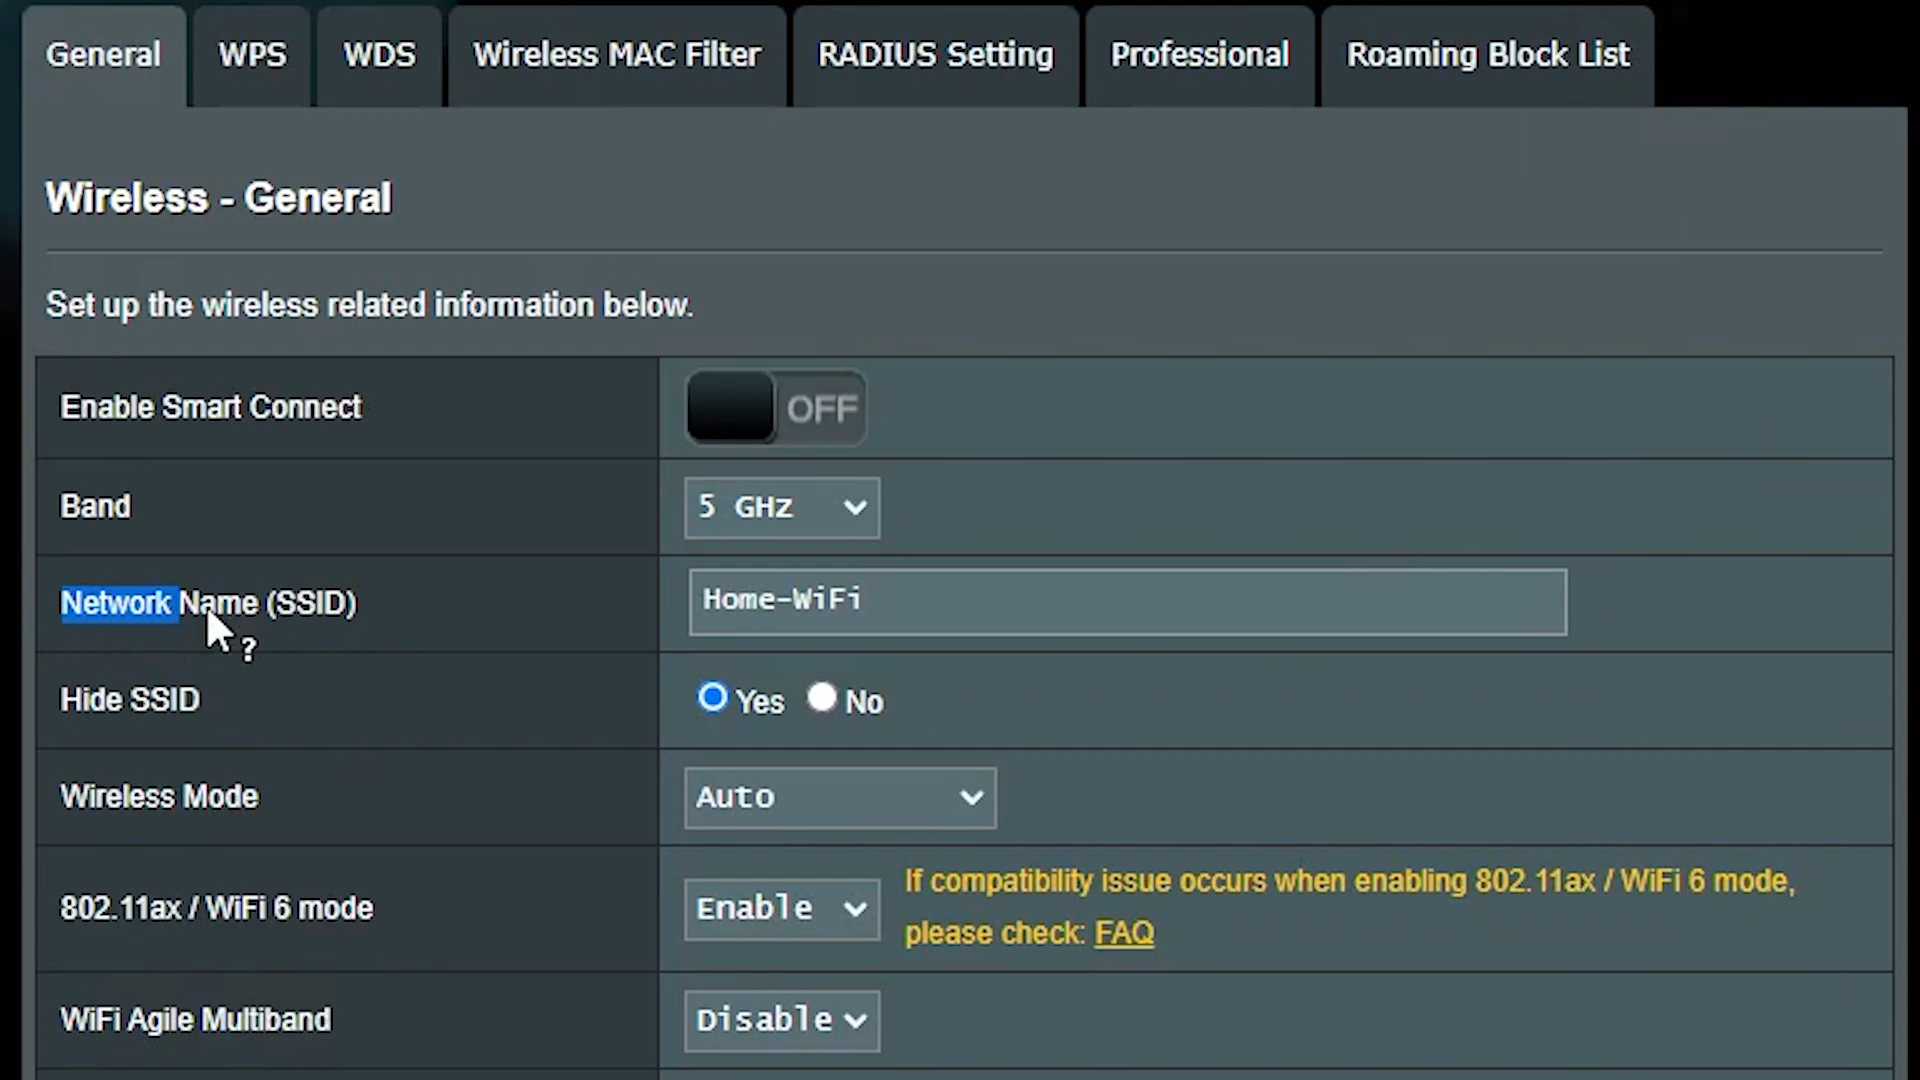 General WPS WDS Wireless MAC Filter RADIUS Setting Professional Roaming Block List
Wireless - General
Set up the wireless related information below.
Enable Smart Connect OFF
Band 5 GHz
Network Name (SSID) Home-WiFi
?
Hide SSID Yes No
Wireless Mode Auto
802.11ax / WiFi 6 mode Enable If compatibility issue occurs when enabling 802.11ax / WiFi 6 mode,
please check: FAQ
WiFi Agile Multiband Disable